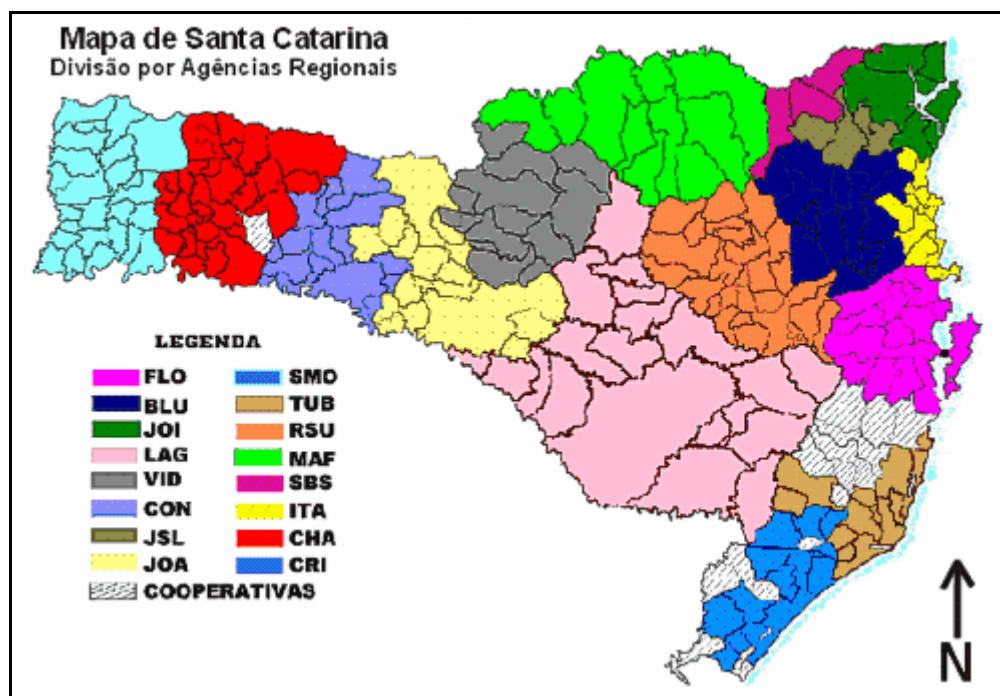 Mapa de Santa Catarina
Divisão por Agências Regionais
LEGENDA
FLO SMO
BLU TUB
JOI RSU
LAG MAF
VID SBS
CON ITA
JSL CHA
JOA CRI
COOPERATIVAS
N